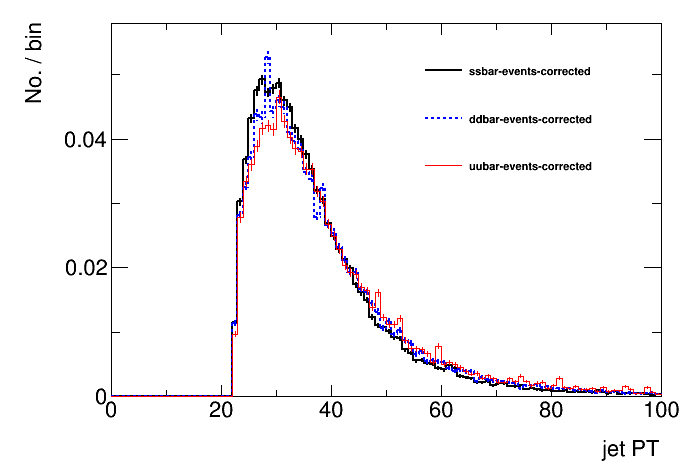 No. / bin
ssbar-events-corrected
ddbar-events-corrected
uubar-events-corrected
0.04
0.02
0
0 20 40 60 80 100
jet PT